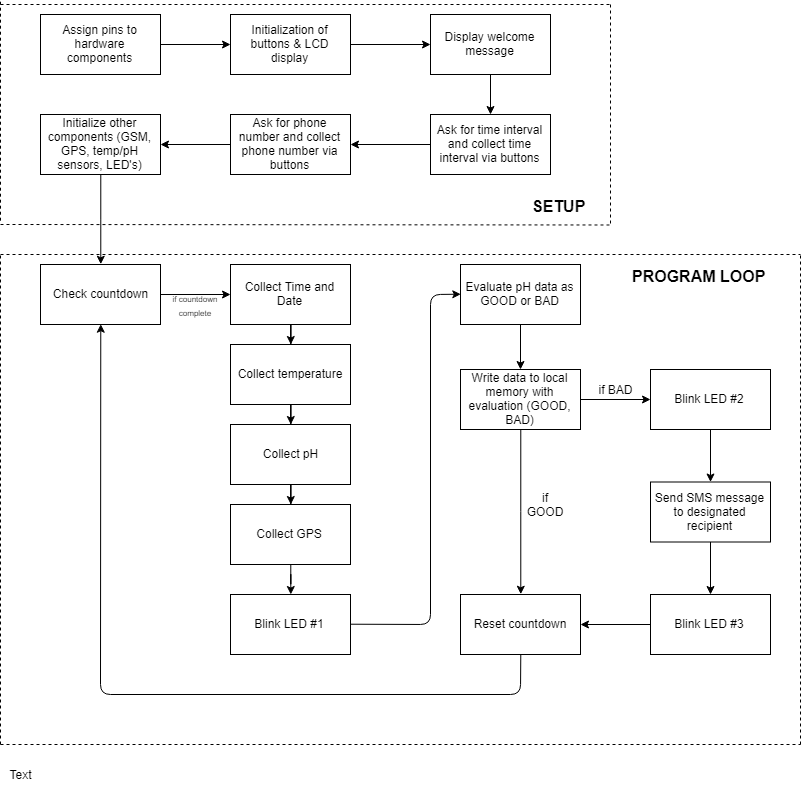 Assign pins to
hardware
components
Initialization of
buttons & LCD
display
Display welcome
message
Initialize other
components (GSM,
GPS, temp/pH
sensors, LED's)
Ask for phone
number and collect
phone number via
buttons
Ask for time interval
and collect time
interval via buttons
SETUP
PROGRAM LOOP
Check countdown
if countdown
complete
Collect Time and
Date
Collect temperature
Collect pH
Collect GPS
Blink LED #1
Evaluate pH data as
GOOD or BAD
Write data to local
memory with
evaluation (GOOD,
BAD)
if BAD
Blink LED #2
if
GOOD
Send SMS message
to designated
recipient
Reset countdown
Blink LED #3
Text